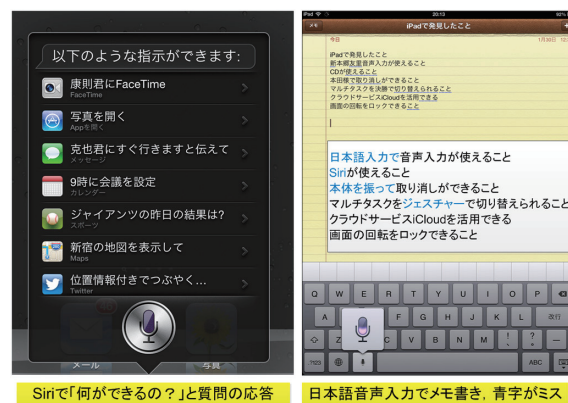 以下のような指示ができます:
康則君にFaceTime
FaceTime
写真を開く
Appを開く
克也君にすぐ行きますと伝えて
メッセージ
9時に会議を設定
カレンダー
ジャイアンツの昨日の結果は?
スポーツ
新宿の地図を表示して
Maps
位置情報付きでつぶやく...
Twitter
メール
写真
Siriで「何ができるの?」と質問の応答
iPad
20:13
92%
メモ
iPadで発見したこと
+
今日
1月30日
iPadで発見したこと
新本郷友里音声入力が使えること
CDが使えること
本田様で取り消しができること
マルチタスクを決勝で切り替えられること
クラウドサービスiCloudを活用できる
画面の回転をロックできること
日本語入力で音声入力が使えること
Siriが使えること
本体を振って取り消しができること
マルチタスクをジェスチャーで切り替えられること
クラウドサービスiCloudを活用できる
画面の回転をロックできること
Q W E R T Y U I O P
A F G H J K L 改行
Z C V B N M ! ? ー
.?123 ABC
日本語音声入力でメモ書き, 青字がミス